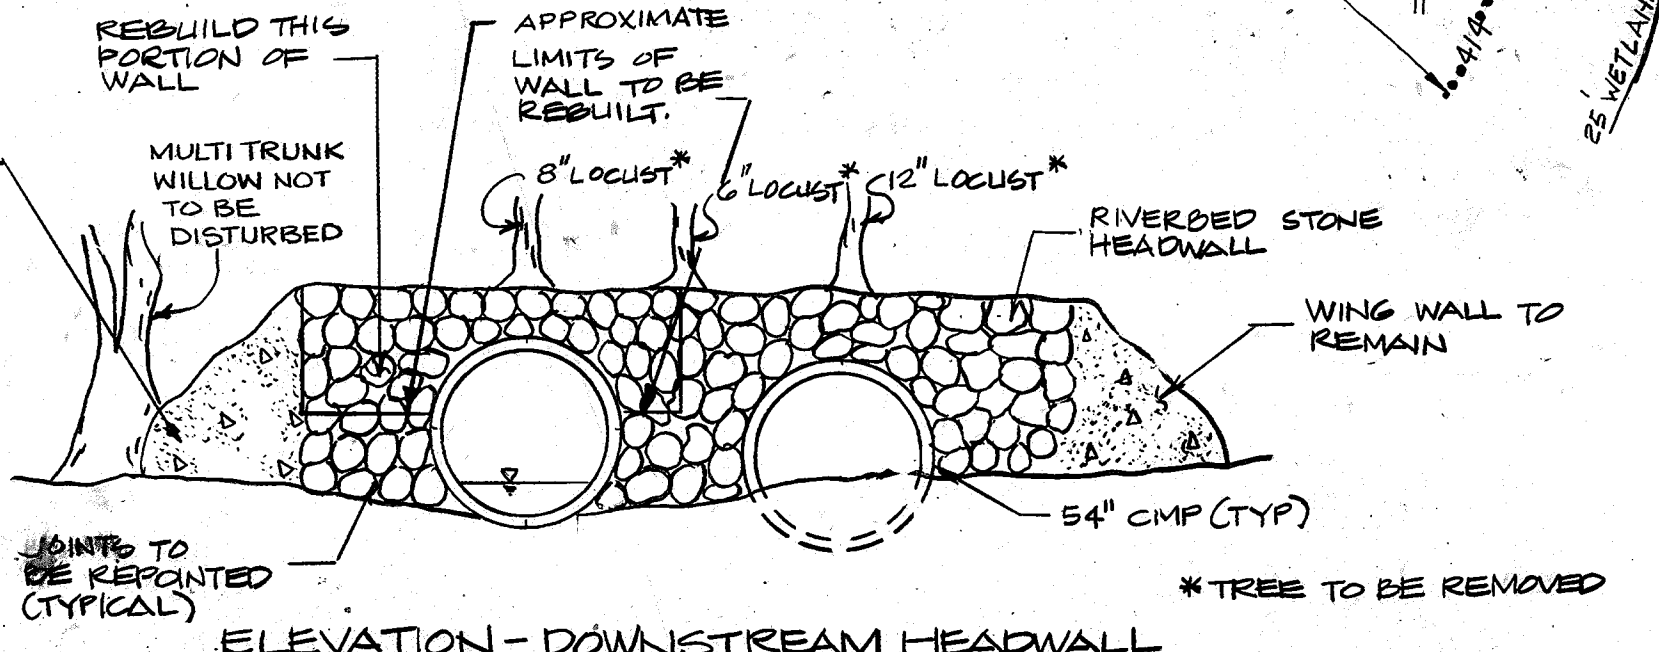 REBUILD THIS
PORTION OF
WALL
APPROXIMATE
LIMITS OF
WALL TO BE
REBUILT.
MULTI TRUNK
WILLOW NOT
TO BE
DISTURBED
8" LOCUST*
6" LOCUST*
12" LOCUST*
RIVERBED STONE
HEADWALL
WING WALL TO
REMAIN
54" CMP (TYP)
JOINTS TO
BE REPOINTED
(TYPICAL)
* TREE TO BE REMOVED
ELEVATION - DOWNSTREAM HEADWALL
25' WETLAN